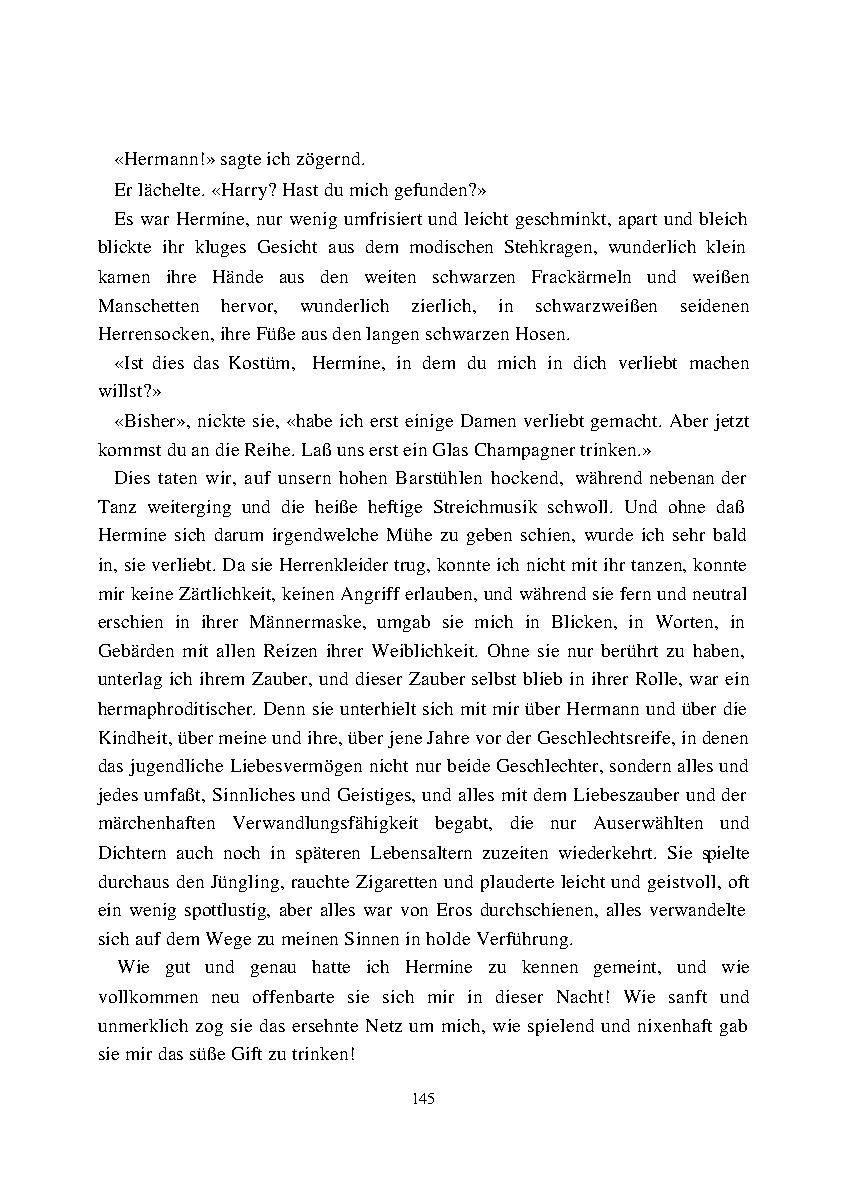 «Hermann!» sagte ich zögernd.
Er lächelte. «Harry? Hast du mich gefunden?»
Es war Hermine, nur wenig umfrisiert und leicht geschminkt, apart und bleich
blickte ihr kluges Gesicht aus dem modischen Stehkragen, wunderlich klein
kamen ihre Hände aus den weiten schwarzen Frackärmeln und weißen
Manschetten hervor, wunderlich zierlich, in schwarzweißen seidenen
Herrensocken, ihre Füße aus den langen schwarzen Hosen.
«Ist dies das Kostüm, Hermine, in dem du mich in dich verliebt machen
willst?»
«Bisher», nickte sie, «habe ich erst einige Damen verliebt gemacht. Aber jetzt
kommst du an die Reihe. Laß uns erst ein Glas Champagner trinken.»
Dies taten wir, auf unsern hohen Barstühlen hockend, während nebenan der
Tanz weiterging und die heiße heftige Streichmusik schwoll. Und ohne daß
Hermine sich darum irgendwelche Mühe zu geben schien, wurde ich sehr bald
in, sie verliebt. Da sie Herrenkleider trug, konnte ich nicht mit ihr tanzen, konnte
mir keine Zärtlichkeit, keinen Angriff erlauben, und während sie fern und neutral
erschien in ihrer Männermaske, umgab sie mich in Blicken, in Worten, in
Gebärden mit allen Reizen ihrer Weiblichkeit. Ohne sie nur berührt zu haben,
unterlag ich ihrem Zauber, und dieser Zauber selbst blieb in ihrer Rolle, war ein
hermaphroditischer. Denn sie unterhielt sich mit mir über Hermann und über die
Kindheit, über meine und ihre, über jene Jahre vor der Geschlechtsreife, in denen
das jugendliche Liebesvermögen nicht nur beide Geschlechter, sondern alles und
jedes umfaßt, Sinnliches und Geistiges, und alles mit dem Liebeszauber und der
märchenhaften Verwandlungsfähigkeit begabt, die nur Auserwählten und
Dichtern auch noch in späteren Lebensaltern zuzeiten wiederkehrt. Sie spielte
durchaus den Jüngling, rauchte Zigaretten und plauderte leicht und geistvoll, oft
ein wenig spottlustig, aber alles war von Eros durchschienen, alles verwandelte
sich auf dem Wege zu meinen Sinnen in holde Verführung.
Wie gut und genau hatte ich Hermine zu kennen gemeint, und wie
vollkommen neu offenbarte sie sich mir in dieser Nacht! Wie sanft und
unmerklich zog sie das ersehnte Netz um mich, wie spielend und nixenhaft gab
sie mir das süße Gift zu trinken!
145